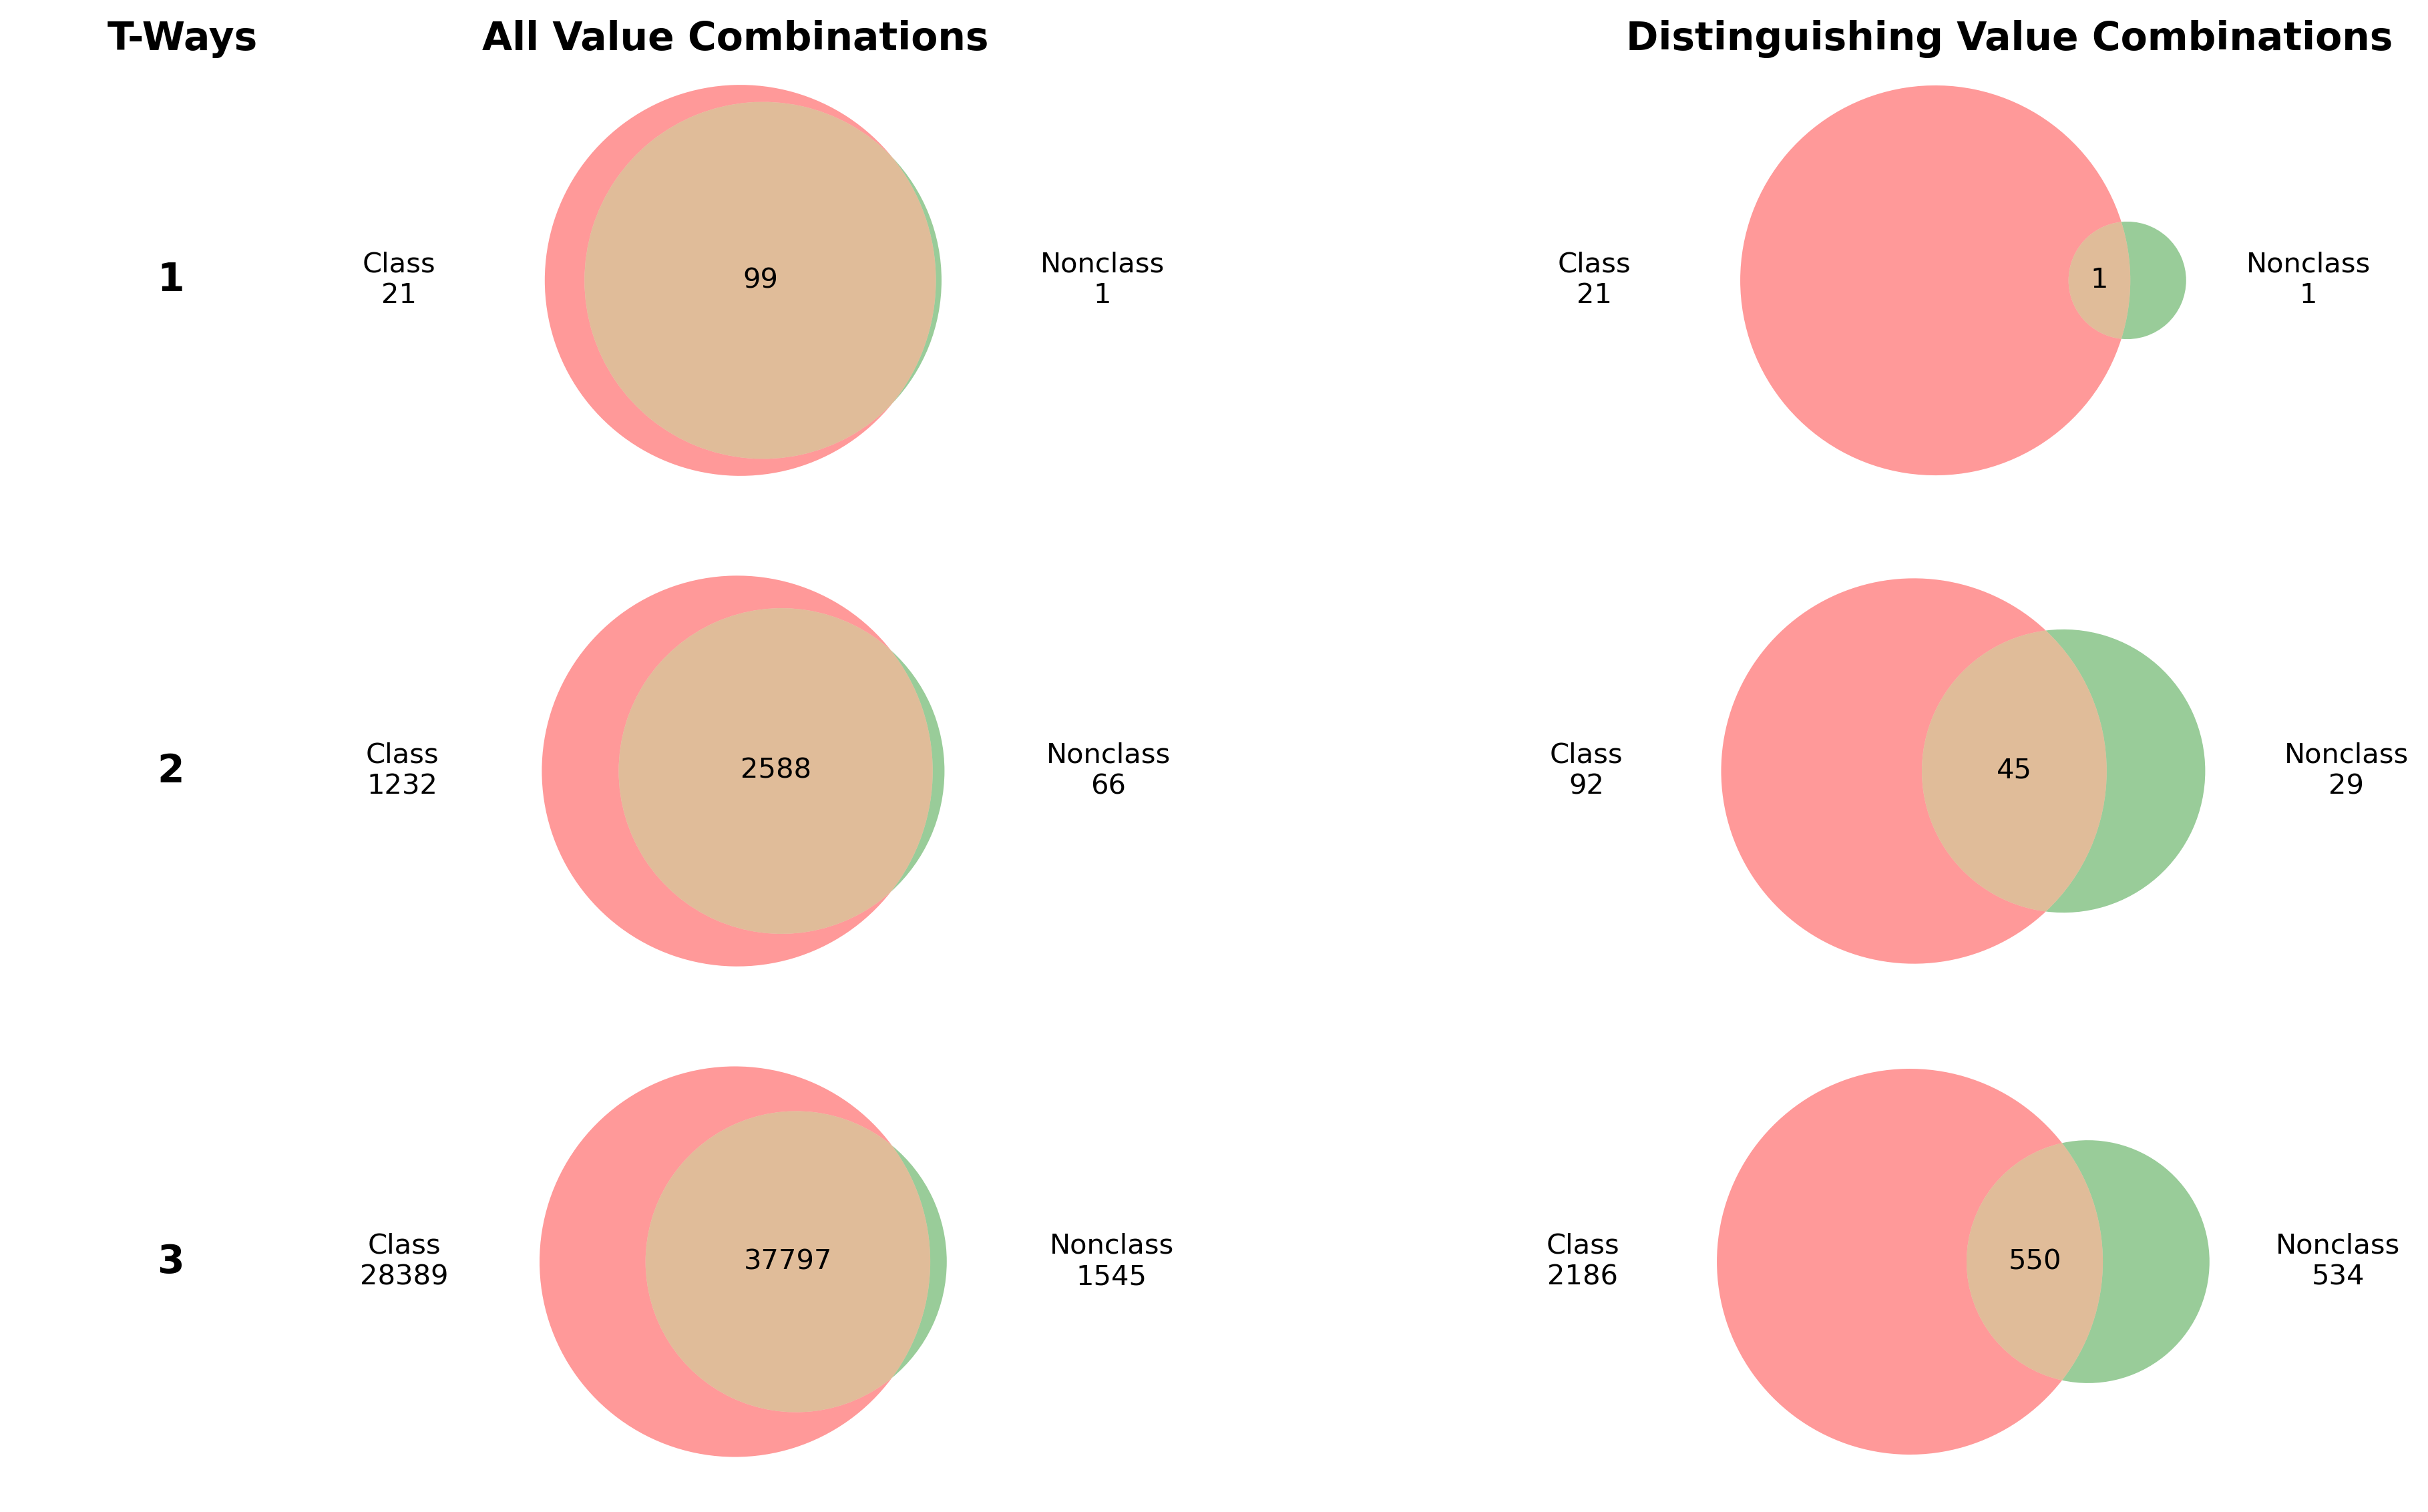 T-Ways
All Value Combinations
Distinguishing Value Combinations
1
Class
21
99
Nonclass
1
Class
21
1
Nonclass
1
2
Class
1232
2588
Nonclass
66
Class
92
45
Nonclass
29
3
Class
28389
37797
Nonclass
1545
Class
2186
550
Nonclass
534